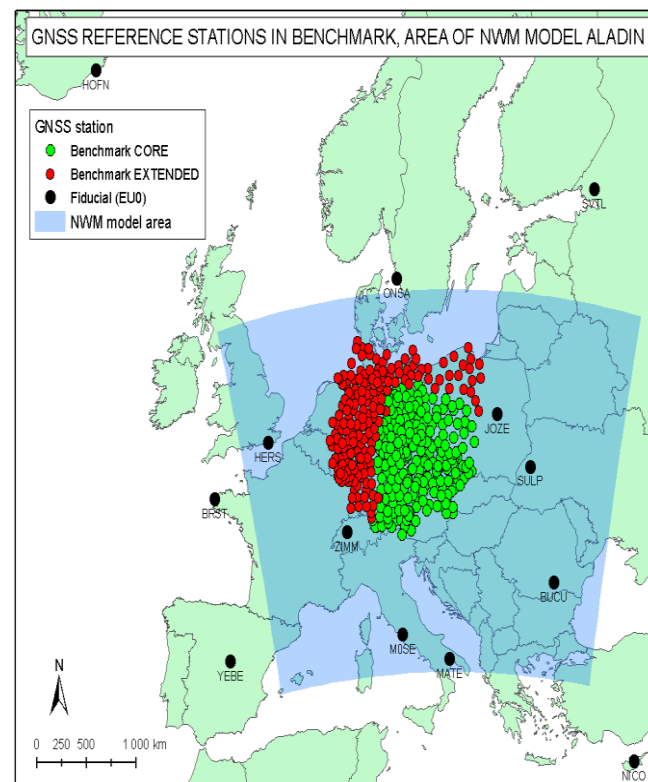 GNSS REFERENCE STATIONS IN BENCHMARK, AREA OF NWM MODEL ALADIN
HOFN
GNSS station
Benchmark CORE
Benchmark EXTENDED
Fiducial (EU0)
NWM model area
SVTL
ONSA
JOZE
HERS
SULP
BRST
ZIMM
BUCU
M0SE
MATE
YEBE
N
0 250 500 1 000 km
NICO